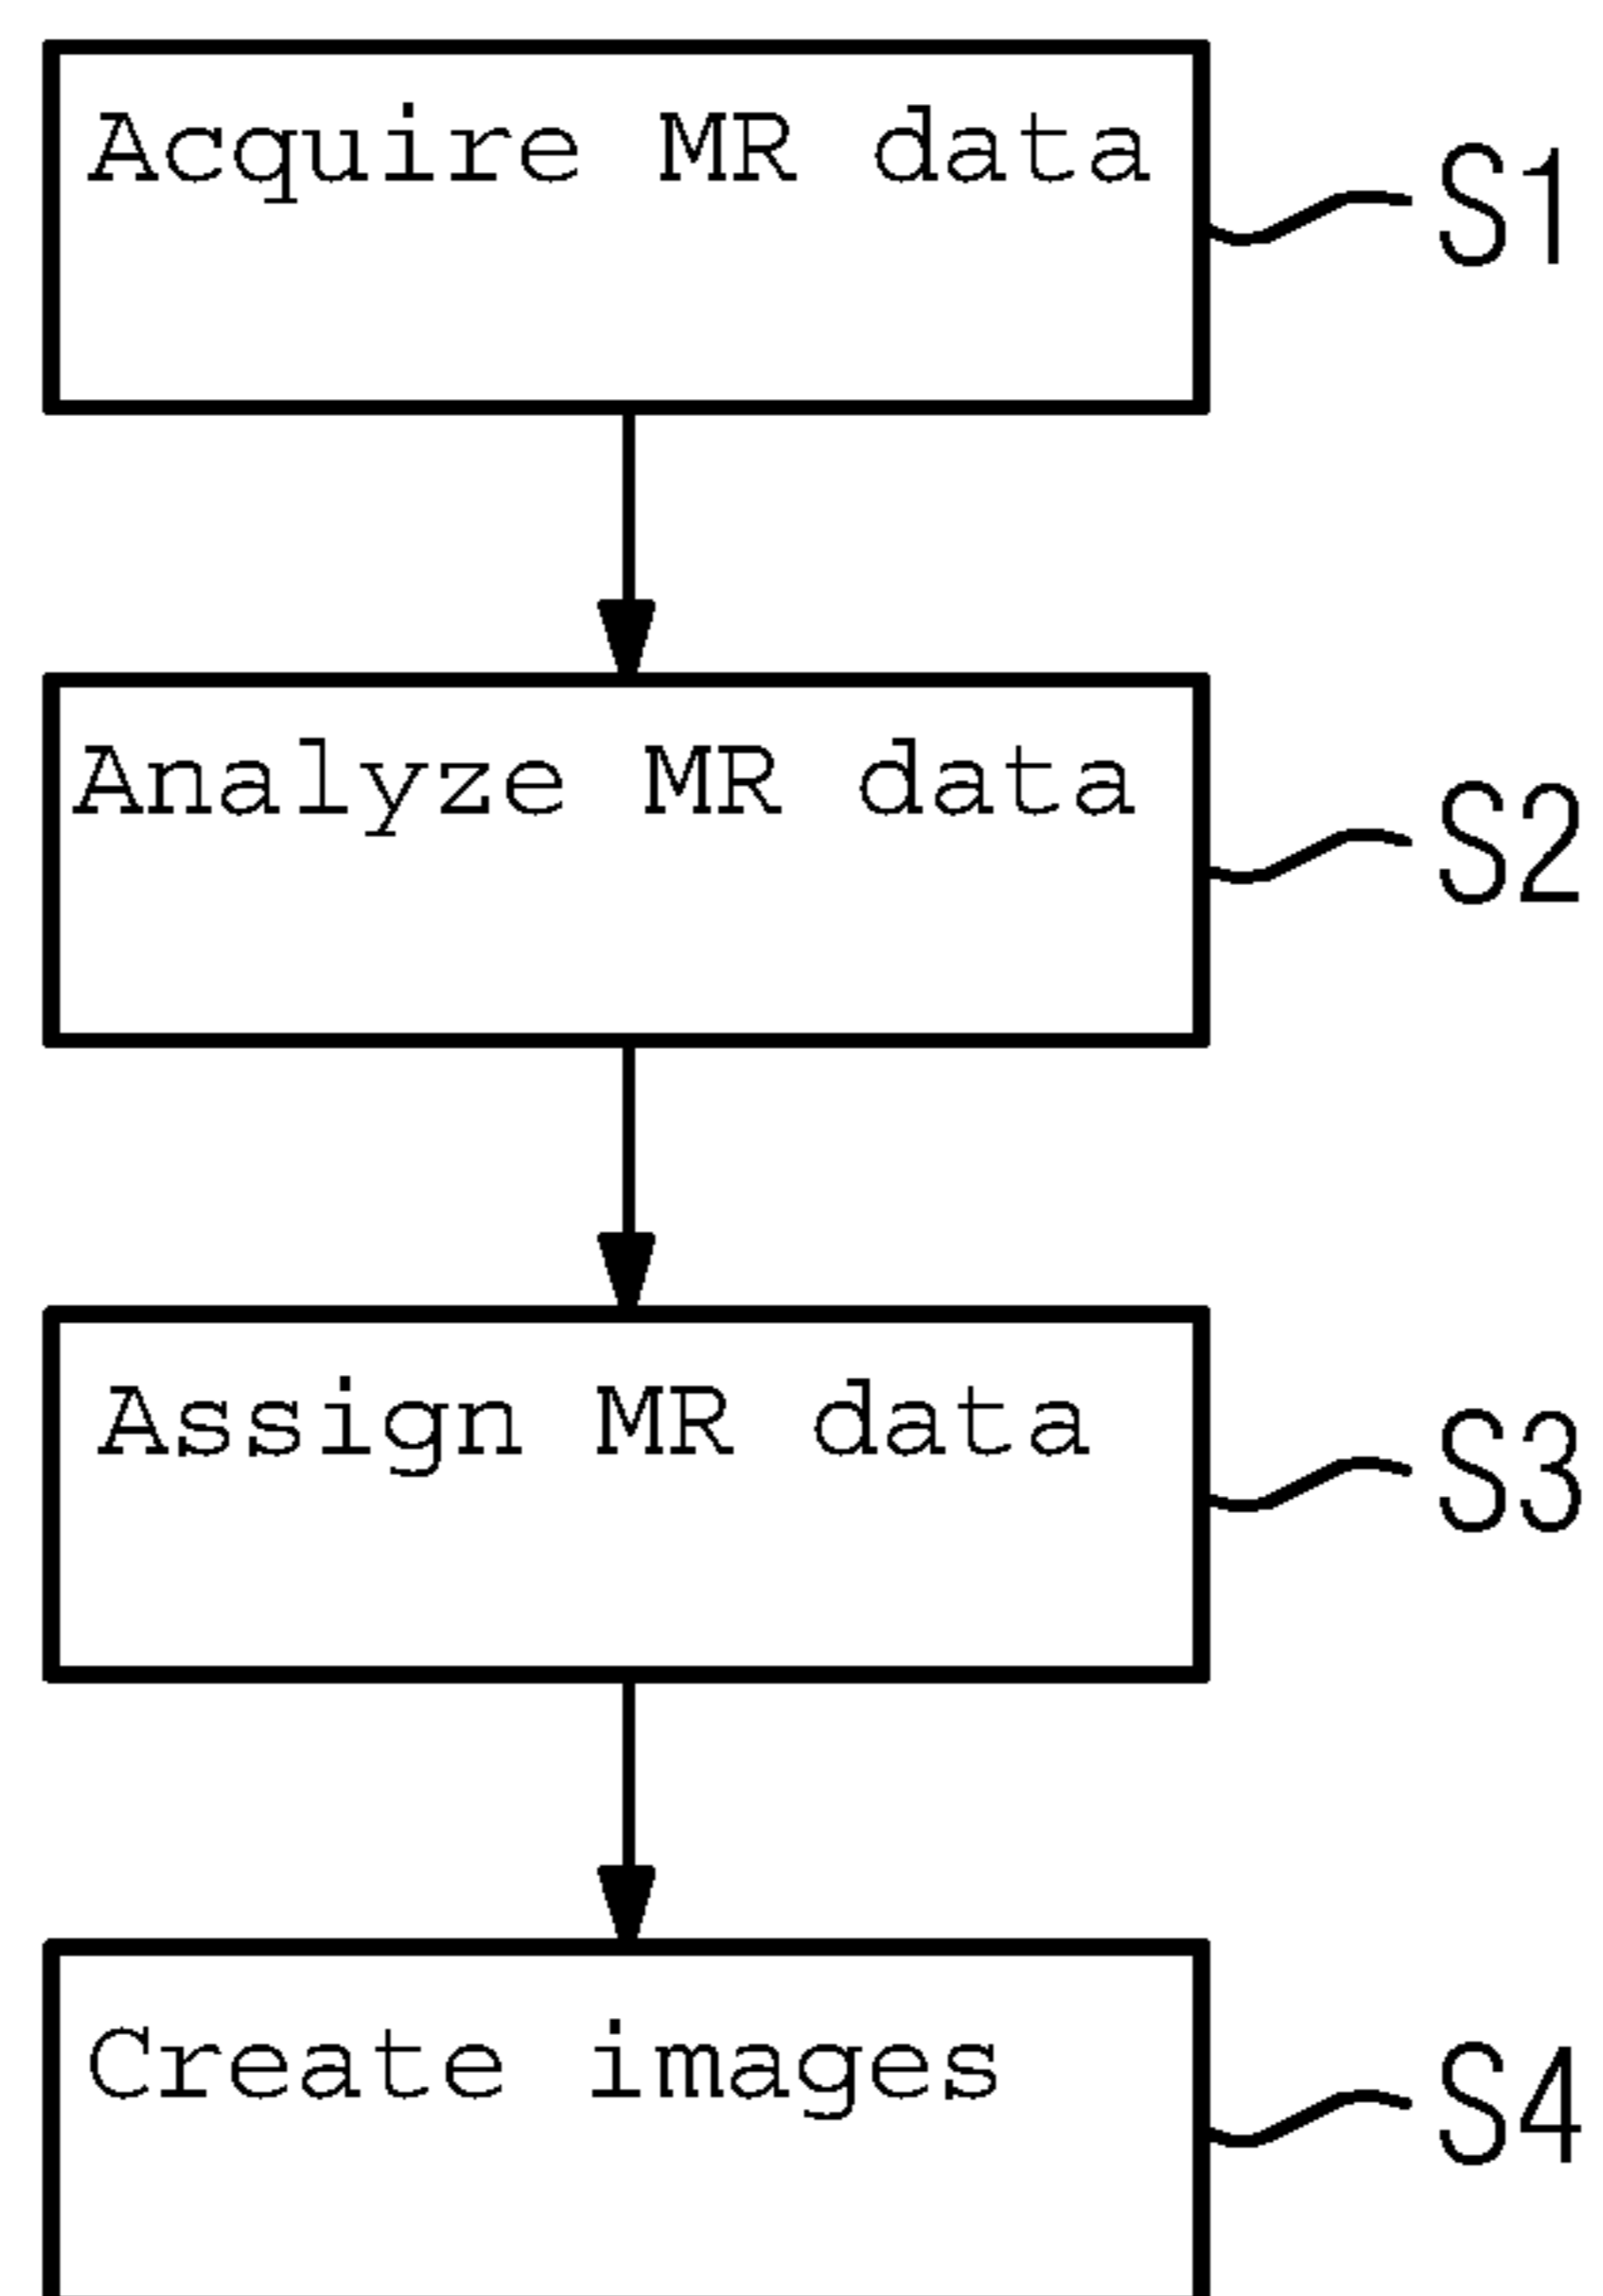 Acquire MR data
S1
Analyze MR data
S2
Assign MR data
S3
Create images
S4